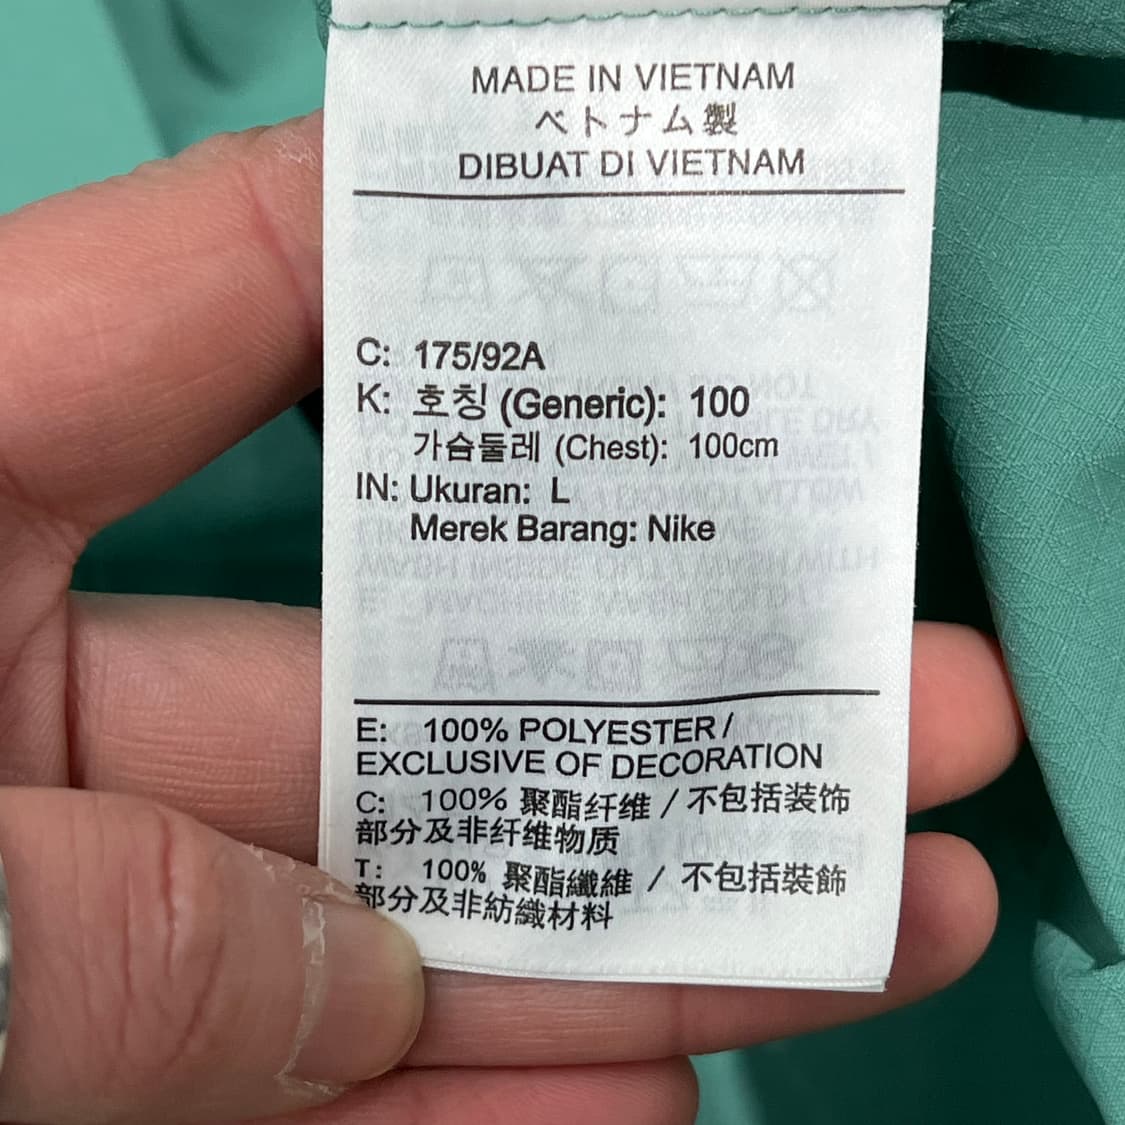 MADE IN VIETNAM
ベトナム製
DIBUAT DI VIETNAM
C: 175/92A
K: 호칭 (Generic): 100
가슴둘레 (Chest): 100cm
IN: Ukuran: L
Merek Barang: Nike
E: 100% POLYESTER /
EXCLUSIVE OF DECORATION
C: 100% 聚酯纤维 / 不包括装饰
部分及非纤维物质
T: 100% 聚酯纖維 / 不包括裝飾
部分及非紡織材料